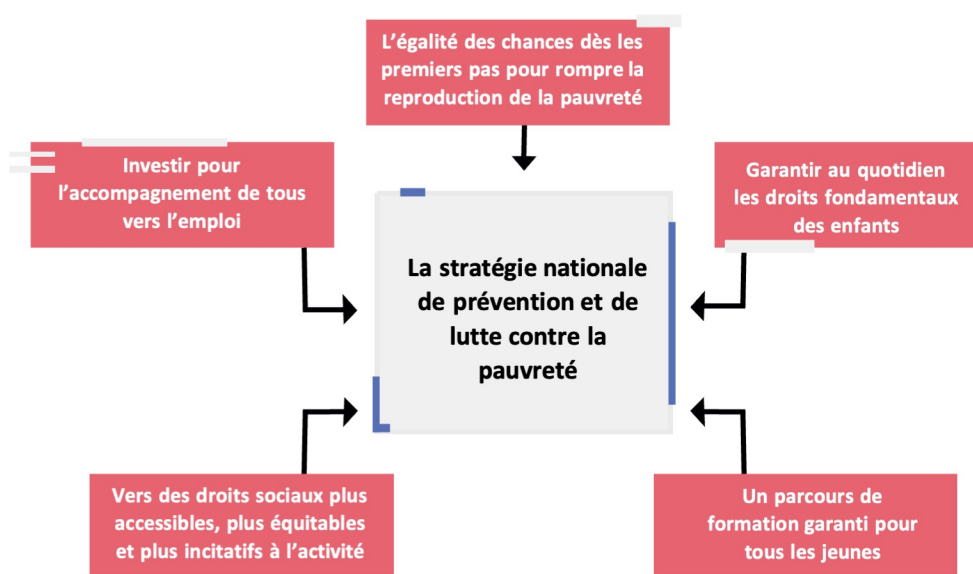 L’égalité des chances dès les
premiers pas pour rompre la
reproduction de la pauvreté
Investir pour
l’accompagnement de tous
vers l’emploi
Garantir au quotidien
les droits fondamentaux
des enfants
La stratégie nationale
de prévention et de
lutte contre la
pauvreté
Vers des droits sociaux plus
accessibles, plus équitables
et plus incitatifs à l’activité
Un parcours de
formation garanti pour
tous les jeunes